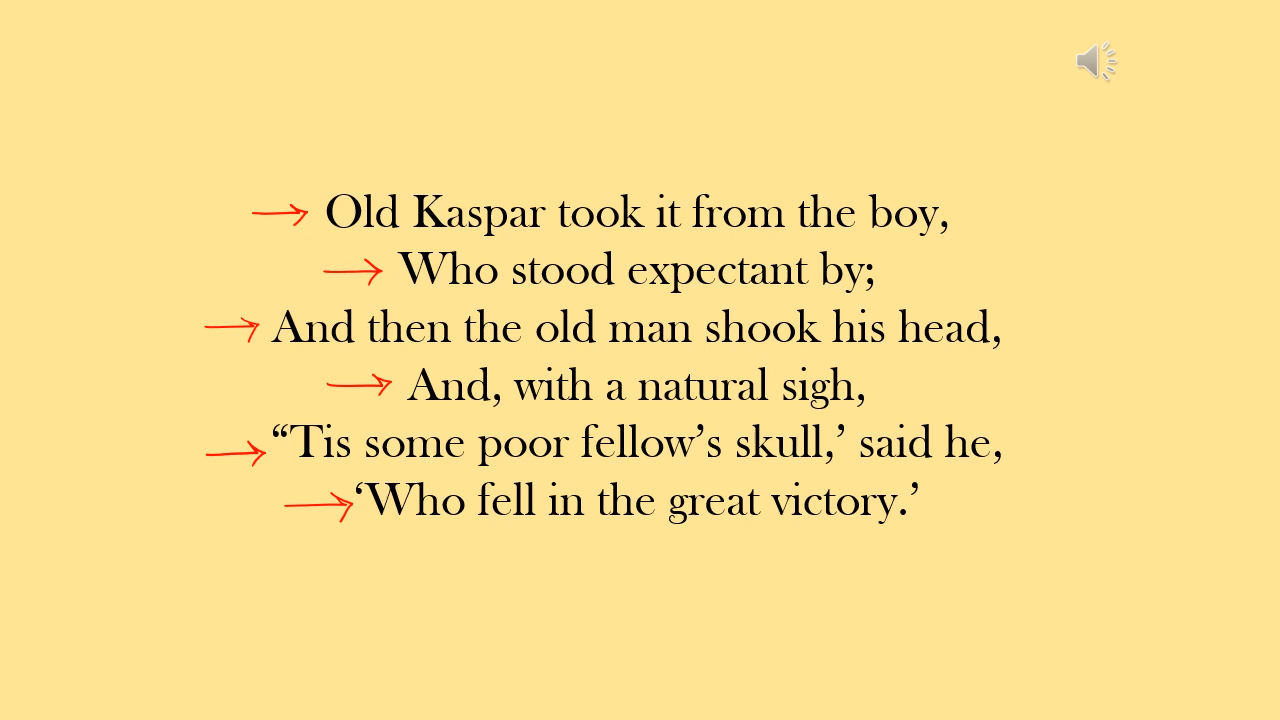 Old Kaspar took it from the boy,
Who stood expectant by;
And then the old man shook his head,
And, with a natural sigh,
“Tis some poor fellow’s skull,’ said he,
‘Who fell in the great victory.’